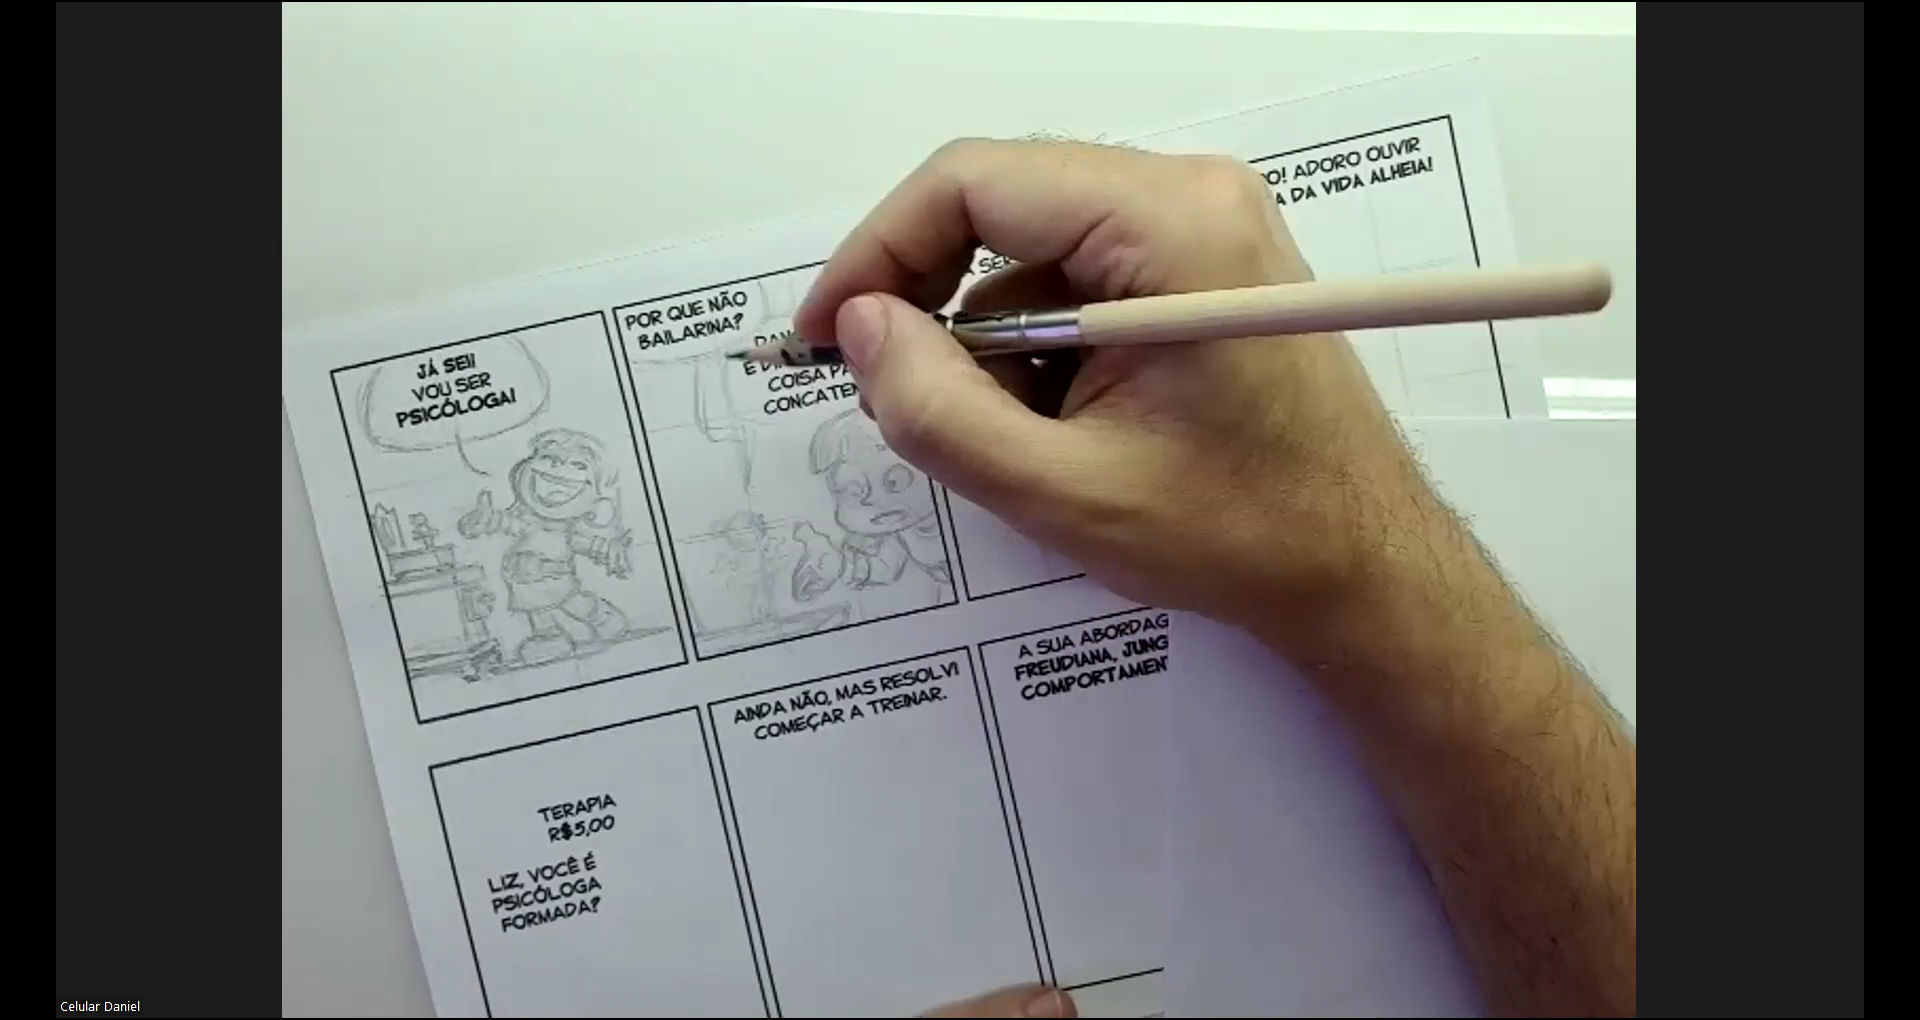 JÁ SEI!
VOU SER
PSICÓLOGA!
POR QUE NÃO
BAILARINA?
COISA
O! ADORO OUVIR
A DA VIDA ALHEIA!
TERAPIA
R$5,00
LIZ, VOCÊ É
PSICÓLOGA
FORMADA?
AINDA NÃO, MAS RESOLVI
COMEÇAR A TREINAR.
A SUA ABORDAG
FREUDIANA, JUNG
COMPORTAMEN
Celular Daniel